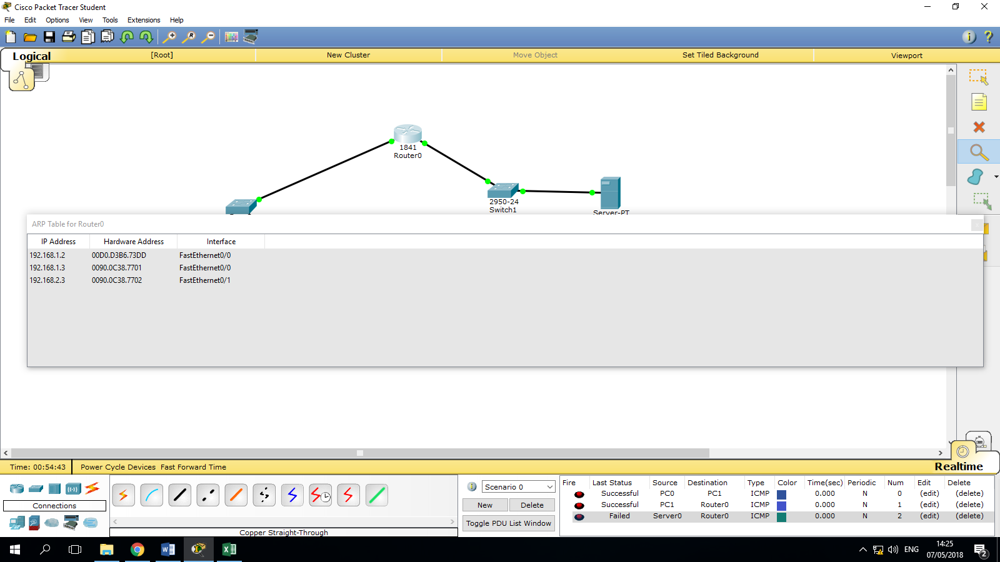 Cisco Packet Tracer Student
File Edit Options View Tools Extensions Help
Logical [Root] New Cluster Move Object Set Tiled Background Viewport
1841
Router0
2950-24
Switch1
Server-PT
ARP Table for Router0
IP Address Hardware Address Interface
192.168.1.2 00D0.D3B6.73DD FastEthernet0/0
192.168.1.3 0090.0C38.7701 FastEthernet0/0
192.168.2.3 0090.0C38.7702 FastEthernet0/1
Time: 00:54:43 Power Cycle Devices Fast Forward Time
Realtime
Connections
Copper Straight-Through
Scenario 0
New Delete
Toggle PDU List Window
Fire Last Status Source Destination Type Color Time(sec) Periodic Num Edit Delete
Successful PC0 PC1 ICMP 0.000 N 0 (edit) (delete)
Successful PC1 Router0 ICMP 0.000 N 1 (edit) (delete)
Failed Server0 Router0 ICMP 0.000 N 2 (edit) (delete)
ENG
14:25
07/05/2018
2